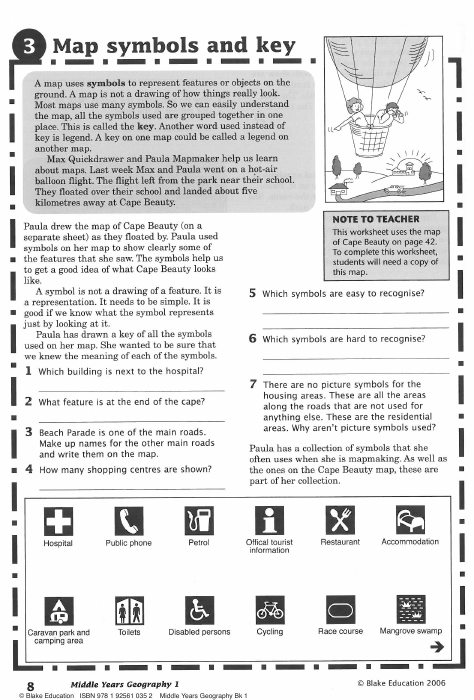 3 Map symbols and key
A map uses symbols to represent features or objects on the
ground. A map is not a drawing of how things really look.
Most maps use many symbols. So we can easily understand
the map, all the symbols used are grouped together in one
place. This is called the key. Another word used instead of
key is legend. A key on one map could be called a legend on
another map.
Max Quickdrawer and Paula Mapmaker help us learn
about maps. Last week Max and Paula went on a hot-air
balloon flight. The flight left from the park near their school.
They floated over their school and landed about five
kilometres away at Cape Beauty.
Paula drew the map of Cape Beauty (on a
separate sheet) as they floated by. Paula used
symbols on her map to show clearly some of
the features that she saw. The symbols help us
to get a good idea of what Cape Beauty looks
like.
A symbol is not a drawing of a feature. It is
a representation. It needs to be simple. It is
good if we know what the symbol represents
just by looking at it.
Paula has drawn a key of all the symbols
used on her map. She wanted to be sure that
we knew the meaning of each of the symbols.
1 Which building is next to the hospital?
2 What feature is at the end of the cape?
3 Beach Parade is one of the main roads.
Make up names for the other main roads
and write them on the map.
4 How many shopping centres are shown?
NOTE TO TEACHER
This worksheet uses the map
of Cape Beauty on page 42.
To complete this worksheet,
students will need a copy of
this map.
5 Which symbols are easy to recognise?
6 Which symbols are hard to recognise?
7 There are no picture symbols for the
housing areas. These are all the areas
along the roads that are not used for
anything else. These are the residential
areas. Why aren't picture symbols used?
Paula has a collection of symbols that she
often uses when she is mapmaking. As well as
the ones on the Cape Beauty map, these are
part of her collection.
Hospital
Public phone
Petrol
Offical tourist
information
Restaurant
Accommodation
Caravan park and
camping area
Toilets
Disabled persons
Cycling
Race course
Mangrove swamp
8 Middle Years Geography 1 © Blake Education 2006
© Blake Education ISBN 978 1 92561 035 2 Middle Years Geography Bk 1